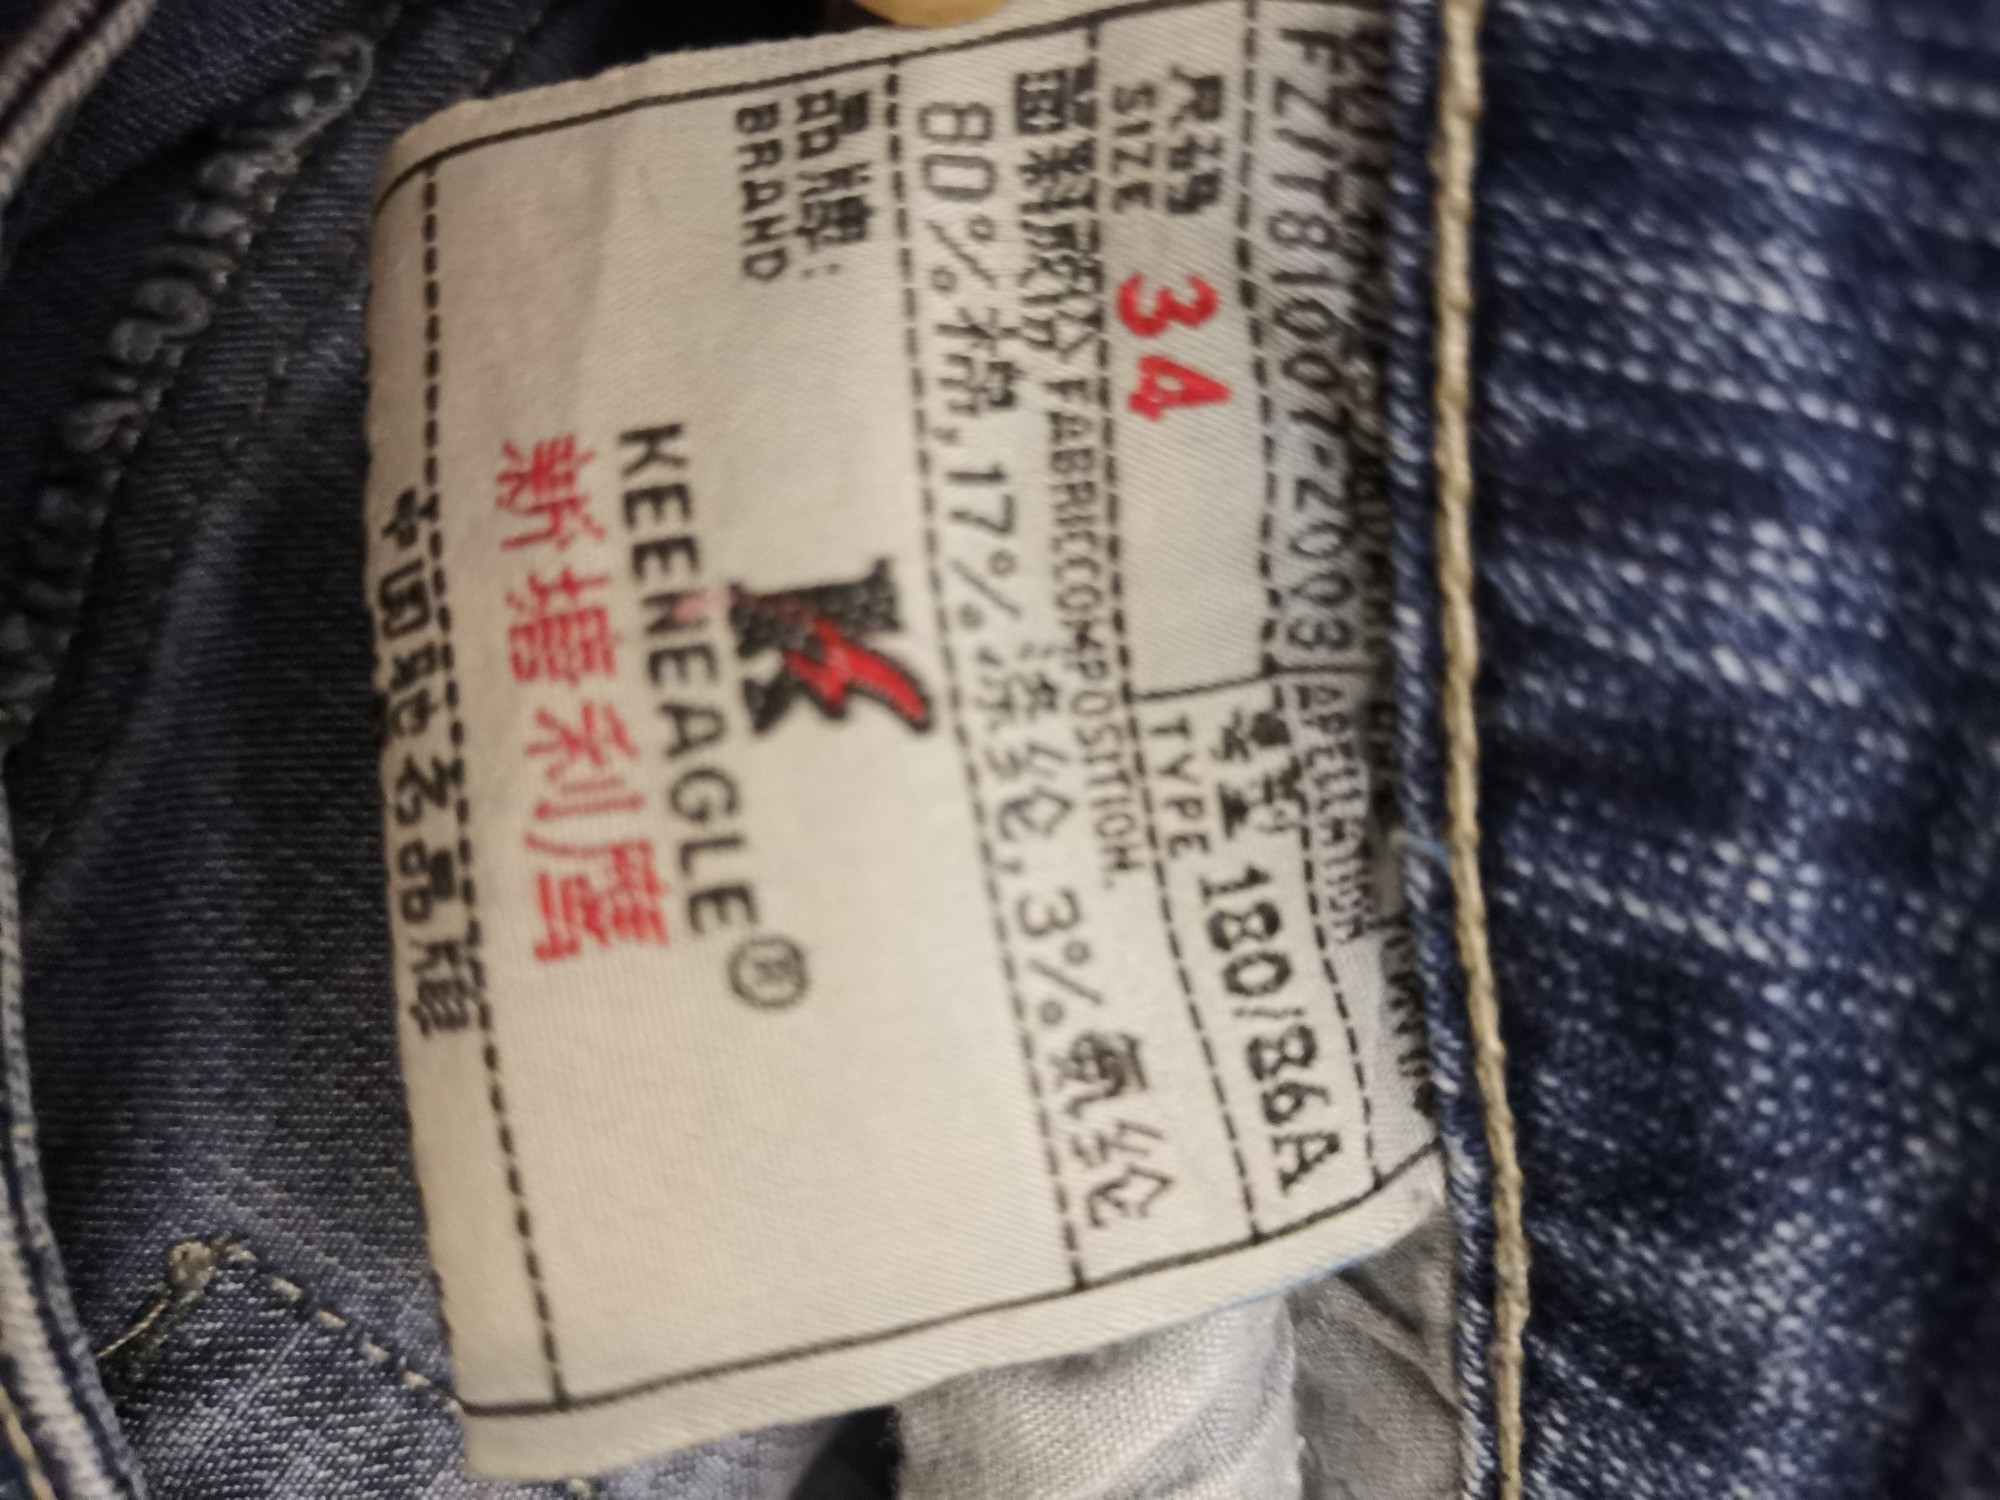 FZ/T81007-2003 APELLATION
尺码 34 号型 180/86A
SIZE TYPE
面料成份 FABRICCOMPOSITION.
80%棉,17%涤纶,3%氨纶
品牌:
BRAND
KEENEAGLE®
新塘利鹰
中国驰名品牌